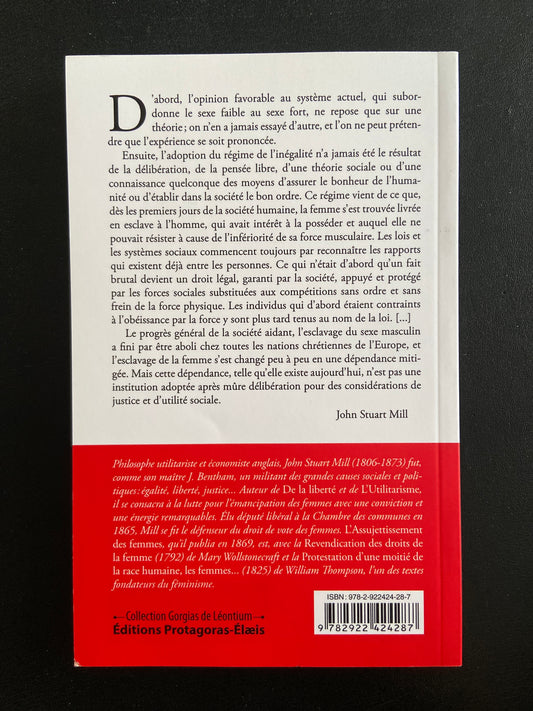 D'abord, l'opinion favorable au système actuel, qui subor-
donne le sexe faible au sexe fort, ne repose que sur une
théorie ; on n'en a jamais essayé d'autre, et l'on ne peut préten-
dre que l'expérience se soit prononcée.
Ensuite, l'adoption du régime de l'inégalité n'a jamais été le résultat
de la délibération, de la pensée libre, d'une théorie sociale ou d'une
connaissance quelconque des moyens d'assurer le bonheur de l'huma-
nité ou d'établir dans la société le bon ordre. Ce régime vient de ce que,
dès les premiers jours de la société humaine, la femme s'est trouvée livrée
en esclave à l'homme, qui avait intérêt à la posséder et auquel elle ne
pouvait résister à cause de l'infériorité de sa force musculaire. Les lois et
les systèmes sociaux commencent toujours par reconnaître les rapports
qui existent déjà entre les personnes. Ce qui n'était d'abord qu'un fait
brutal devient un droit légal, garanti par la société, appuyé et protégé
par les forces sociales substituées aux compétitions sans ordre et sans
frein de la force physique. Les individus qui d'abord étaient contraints
à l'obéissance par la force y sont plus tard tenus au nom de la loi. [...]
Le progrès général de la société aidant, l'esclavage du sexe masculin
a fini par être aboli chez toutes les nations chrétiennes de l'Europe, et
l'esclavage de la femme s'est changé peu à peu en une dépendance miti-
gée. Mais cette dépendance, telle qu'elle existe aujourd'hui, n'est pas une
institution adoptée après mûre délibération pour des considérations de
justice et d'utilité sociale.
John Stuart Mill
Philosophe utilitariste et économiste anglais, John Stuart Mill (1806-1873) fut,
comme son maître J. Bentham, un militant des grandes causes sociales et poli-
tiques : égalité, liberté, justice... Auteur de De la liberté et de L'Utilitarisme,
il se consacra à la lutte pour l'émancipation des femmes avec une conviction et
une énergie remarquables. Élu député libéral à la Chambre des communes en
1865, Mill se fit le défenseur du droit de vote des femmes. L'Assujettissement
des femmes, qu'il publia en 1869, est, avec la Revendication des droits de
la femme (1792) de Mary Wollstonecraft et la Protestation d'une moitié de
la race humaine, les femmes... (1825) de William Thompson, l'un des textes
fondateurs du féminisme.
ISBN : 978-2-922424-28-7
9 782922 424287
Collection Gorgias de Léontium
Éditions Protagoras-Élæis